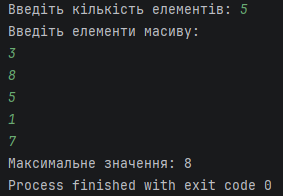 Введіть кількість елементів: 5
Введіть елементи масиву:
3
8
5
1
7
Максимальне значення: 8
Process finished with exit code 0